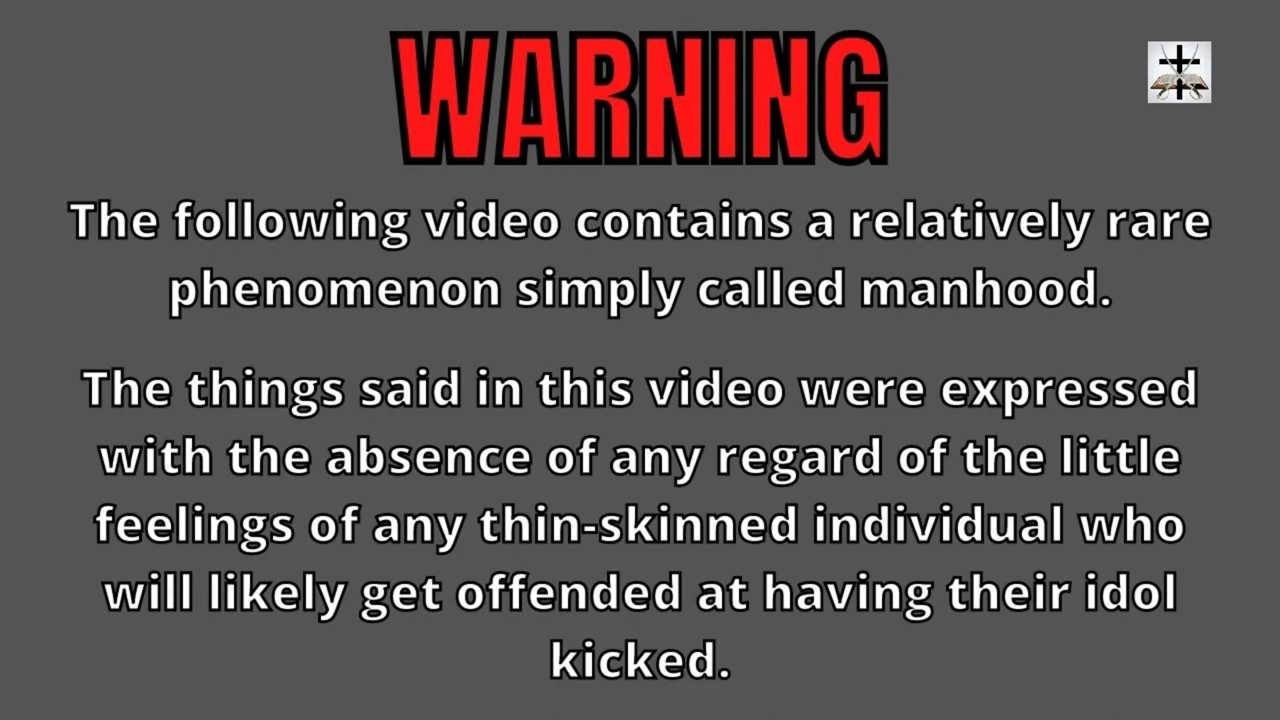 WARNING
The following video contains a relatively rare
phenomenon simply called manhood.
The things said in this video were expressed
with the absence of any regard of the little
feelings of any thin-skinned individual who
will likely get offended at having their idol
kicked.